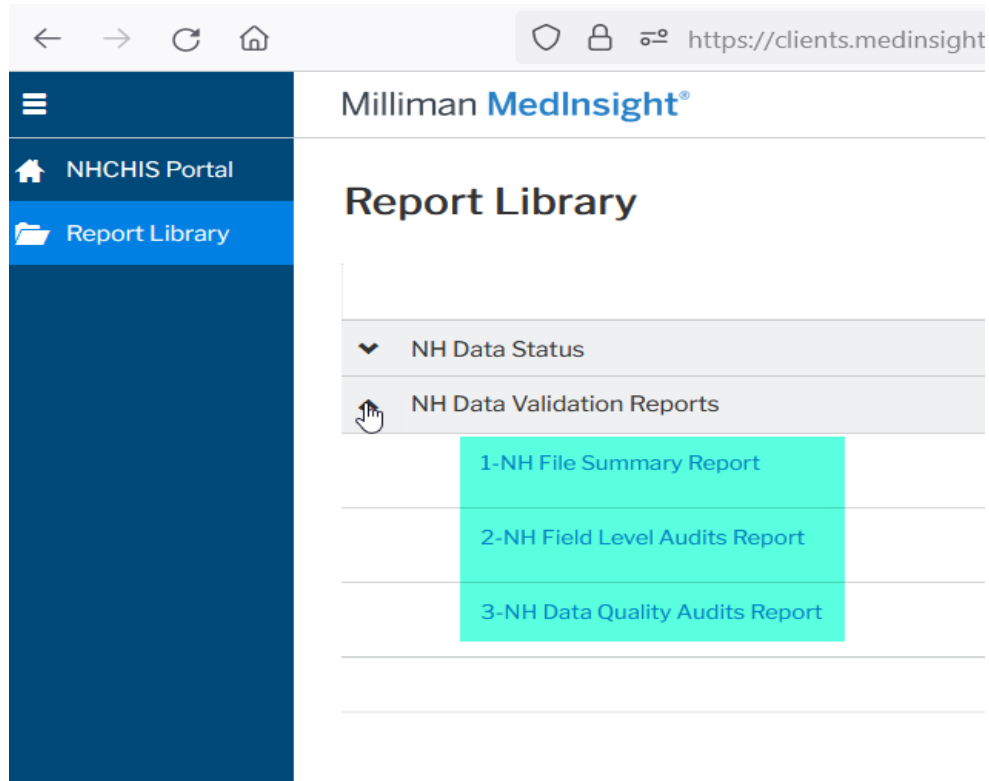 https://clients.medinsight
Milliman MedInsight®
NHCHIS Portal
Report Library
Report Library
NH Data Status
NH Data Validation Reports
1-NH File Summary Report
2-NH Field Level Audits Report
3-NH Data Quality Audits Report